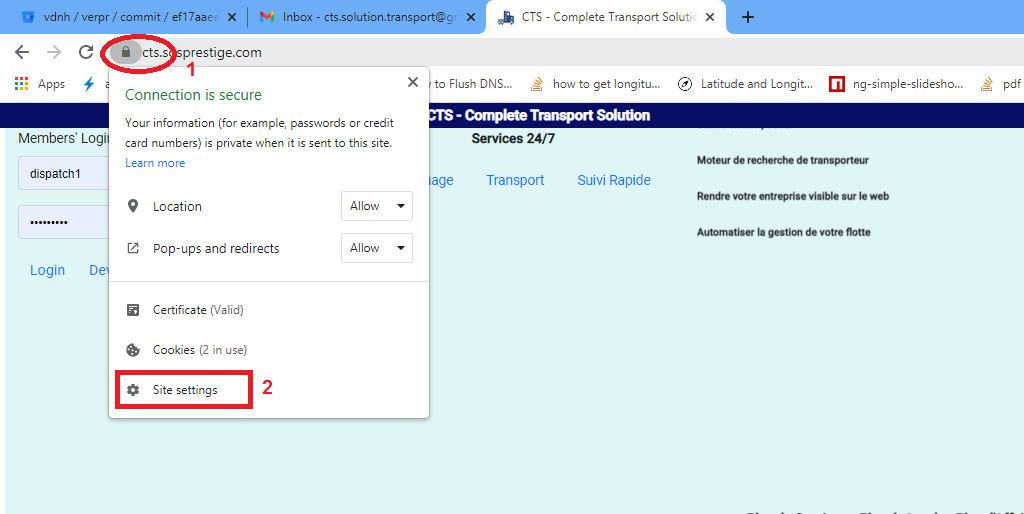 vdnh / verpr / commit / ef17aaee
Inbox - cts.solution.transport@gr
CTS - Complete Transport Solutio
cts.sosprestige.com
1
Apps
to Flush DNS...
how to get longitu...
Latitude and Longit...
ng-simple-slidesho...
pdf
Connection is secure
Your information (for example, passwords or credit
card numbers) is private when it is sent to this site.
Learn more
Location
Allow
Pop-ups and redirects
Allow
Certificate (Valid)
Cookies (2 in use)
Site settings
2
CTS - Complete Transport Solution
Members' Login
dispatch1
•••••••••
Login
Dev
Services 24/7
uage
Transport
Suivi Rapide
Moteur de recherche de transporteur
Rendre votre entreprise visible sur le web
Automatiser la gestion de votre flotte